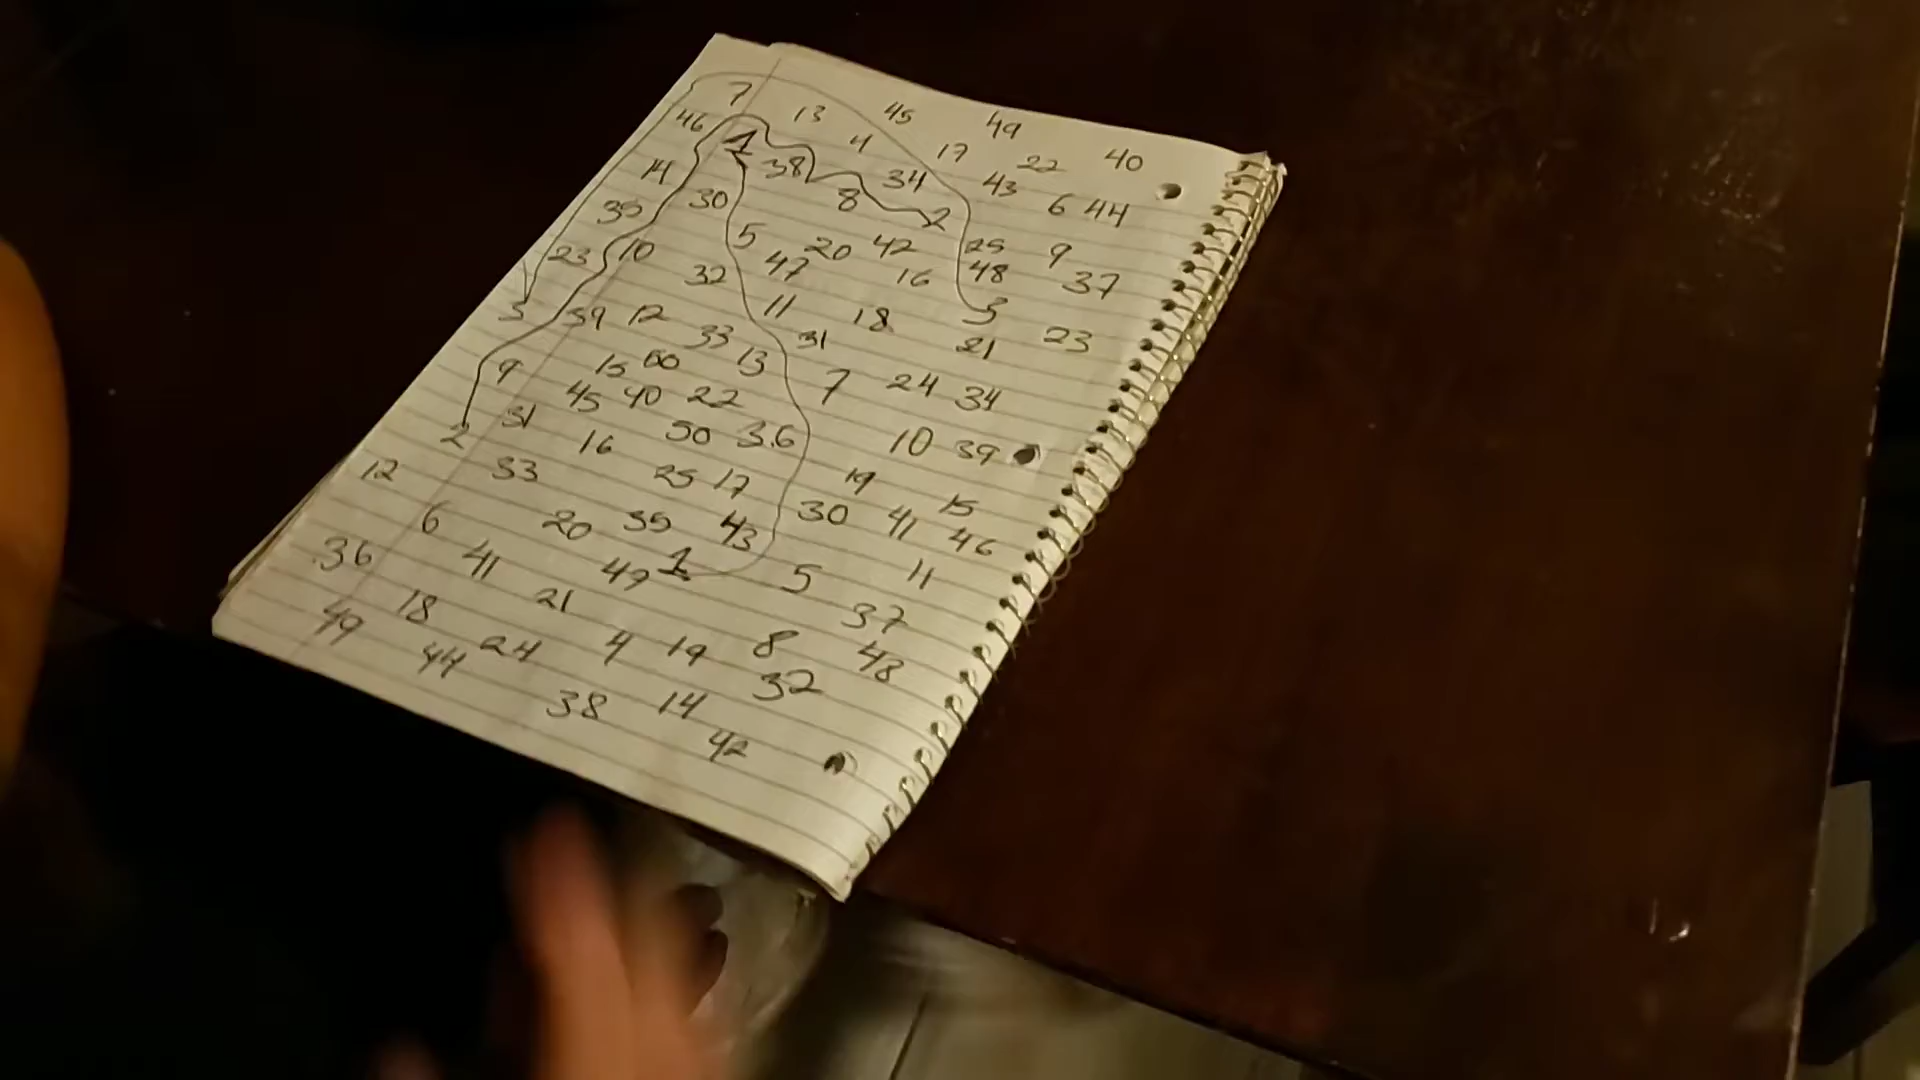 7 13 45 49
46 1 4 17 22 40
14 38 34 43 6 44
30 8 2
5 20 42 25 9
23 10 32 47 16 48 37
3 39 12 11 18 3
33 31 21 23
9 15 50 13 7 24 34
45 40 22
2 31 16 50 36 10 39
12 33 25 17 19 15
6 20 35 43 30 41 46
36 41 49 1 5 11
49 18 21 37
44 24 4 19 8 48
38 14 32
42